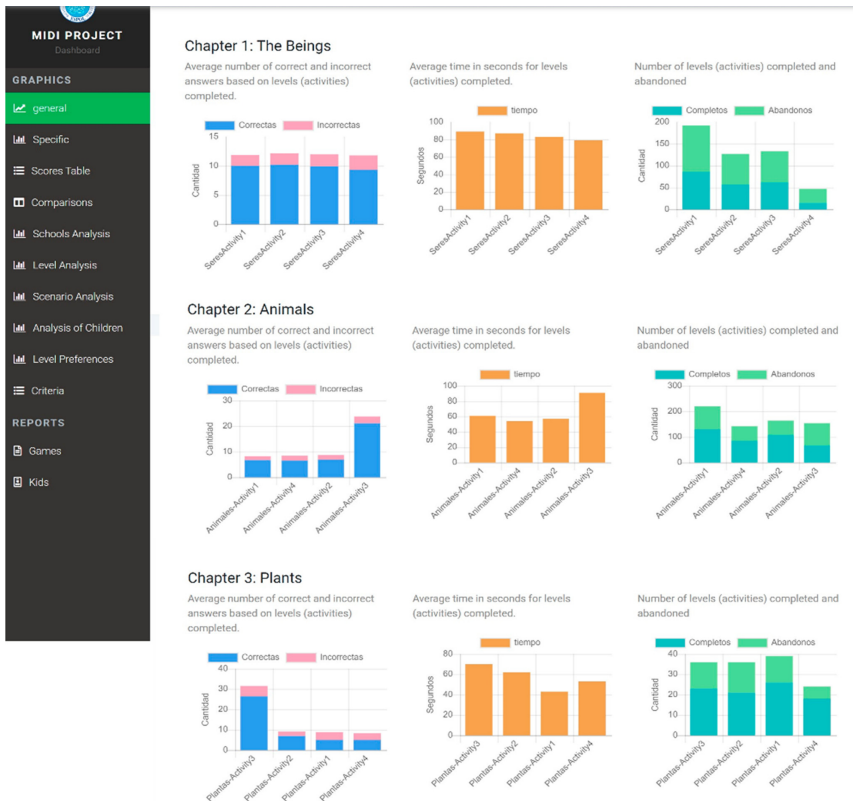 MIDI PROJECT
Dashboard
GRAPHICS
general
Specific
Scores Table
Comparisons
Schools Analysis
Level Analysis
Scenario Analysis
Analysis of Children
Level Preferences
Criteria
REPORTS
Games
Kids
Chapter 1: The Beings
Average number of correct and incorrect
answers based on levels (activities)
completed.
Correctas Incorrectas
15
10
5
0
Cantidad
SeresActivity1 SeresActivity2 SeresActivity3 SeresActivity4
Average time in seconds for levels
(activities) completed.
tiempo
100
80
60
40
20
0
Segundos
SeresActivity1 SeresActivity2 SeresActivity3 SeresActivity4
Number of levels (activities) completed and
abandoned
Completos Abandonos
200
150
100
50
0
Cantidad
SeresActivity1 SeresActivity2 SeresActivity3 SeresActivity4
Chapter 2: Animals
Average number of correct and incorrect
answers based on levels (activities)
completed.
Correctas Incorrectas
30
20
10
0
Cantidad
Animales-Activity1 Animales-Activity4 Animales-Activity2 Animales-Activity3
Average time in seconds for levels
(activities) completed.
tiempo
100
80
60
40
20
0
Segundos
Animales-Activity1 Animales-Activity4 Animales-Activity2 Animales-Activity3
Number of levels (activities) completed and
abandoned
Completos Abandonos
300
200
100
0
Cantidad
Animales-Activity1 Animales-Activity4 Animales-Activity2 Animales-Activity3
Chapter 3: Plants
Average number of correct and incorrect
answers based on levels (activities)
completed.
Correctas Incorrectas
40
30
20
10
0
Cantidad
Plantas-Activity3 Plantas-Activity2 Plantas-Activity1 Plantas-Activity4
Average time in seconds for levels
(activities) completed.
tiempo
80
60
40
20
0
Segundos
Plantas-Activity3 Plantas-Activity2 Plantas-Activity1 Plantas-Activity4
Number of levels (activities) completed and
abandoned
Completos Abandonos
40
30
20
10
0
Cantidad
Plantas-Activity3 Plantas-Activity2 Plantas-Activity1 Plantas-Activity4